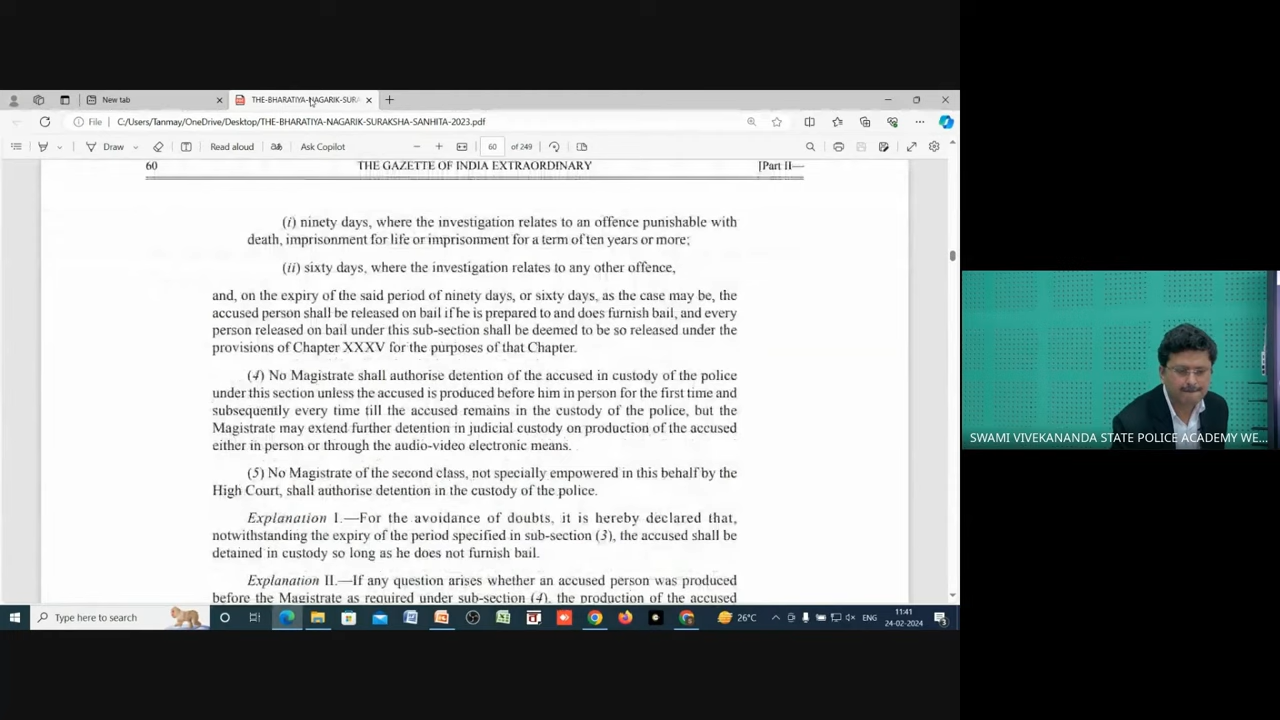 New tab
THE-BHARATIYA-NAGARIK-SURA
File
C:/Users/Tanmay/OneDrive/Desktop/THE-BHARATIYA-NAGARIK-SURAKSHA-SANHITA-2023.pdf
Draw
Read aloud
Ask Copilot
60 of 249
60 THE GAZETTE OF INDIA EXTRAORDINARY [Part II—
(i) ninety days, where the investigation relates to an offence punishable with
death, imprisonment for life or imprisonment for a term of ten years or more;
(ii) sixty days, where the investigation relates to any other offence,
and, on the expiry of the said period of ninety days, or sixty days, as the case may be, the
accused person shall be released on bail if he is prepared to and does furnish bail, and every
person released on bail under this sub-section shall be deemed to be so released under the
provisions of Chapter XXXV for the purposes of that Chapter.
(4) No Magistrate shall authorise detention of the accused in custody of the police
under this section unless the accused is produced before him in person for the first time and
subsequently every time till the accused remains in the custody of the police, but the
Magistrate may extend further detention in judicial custody on production of the accused
either in person or through the audio-video electronic means.
(5) No Magistrate of the second class, not specially empowered in this behalf by the
High Court, shall authorise detention in the custody of the police.
Explanation I.—For the avoidance of doubts, it is hereby declared that,
notwithstanding the expiry of the period specified in sub-section (3), the accused shall be
detained in custody so long as he does not furnish bail.
Explanation II.—If any question arises whether an accused person was produced
before the Magistrate as required under sub-section (4), the production of the accused
SWAMI VIVEKANANDA STATE POLICE ACADEMY WE...
Type here to search
26°C
ENG
11:41
24-02-2024